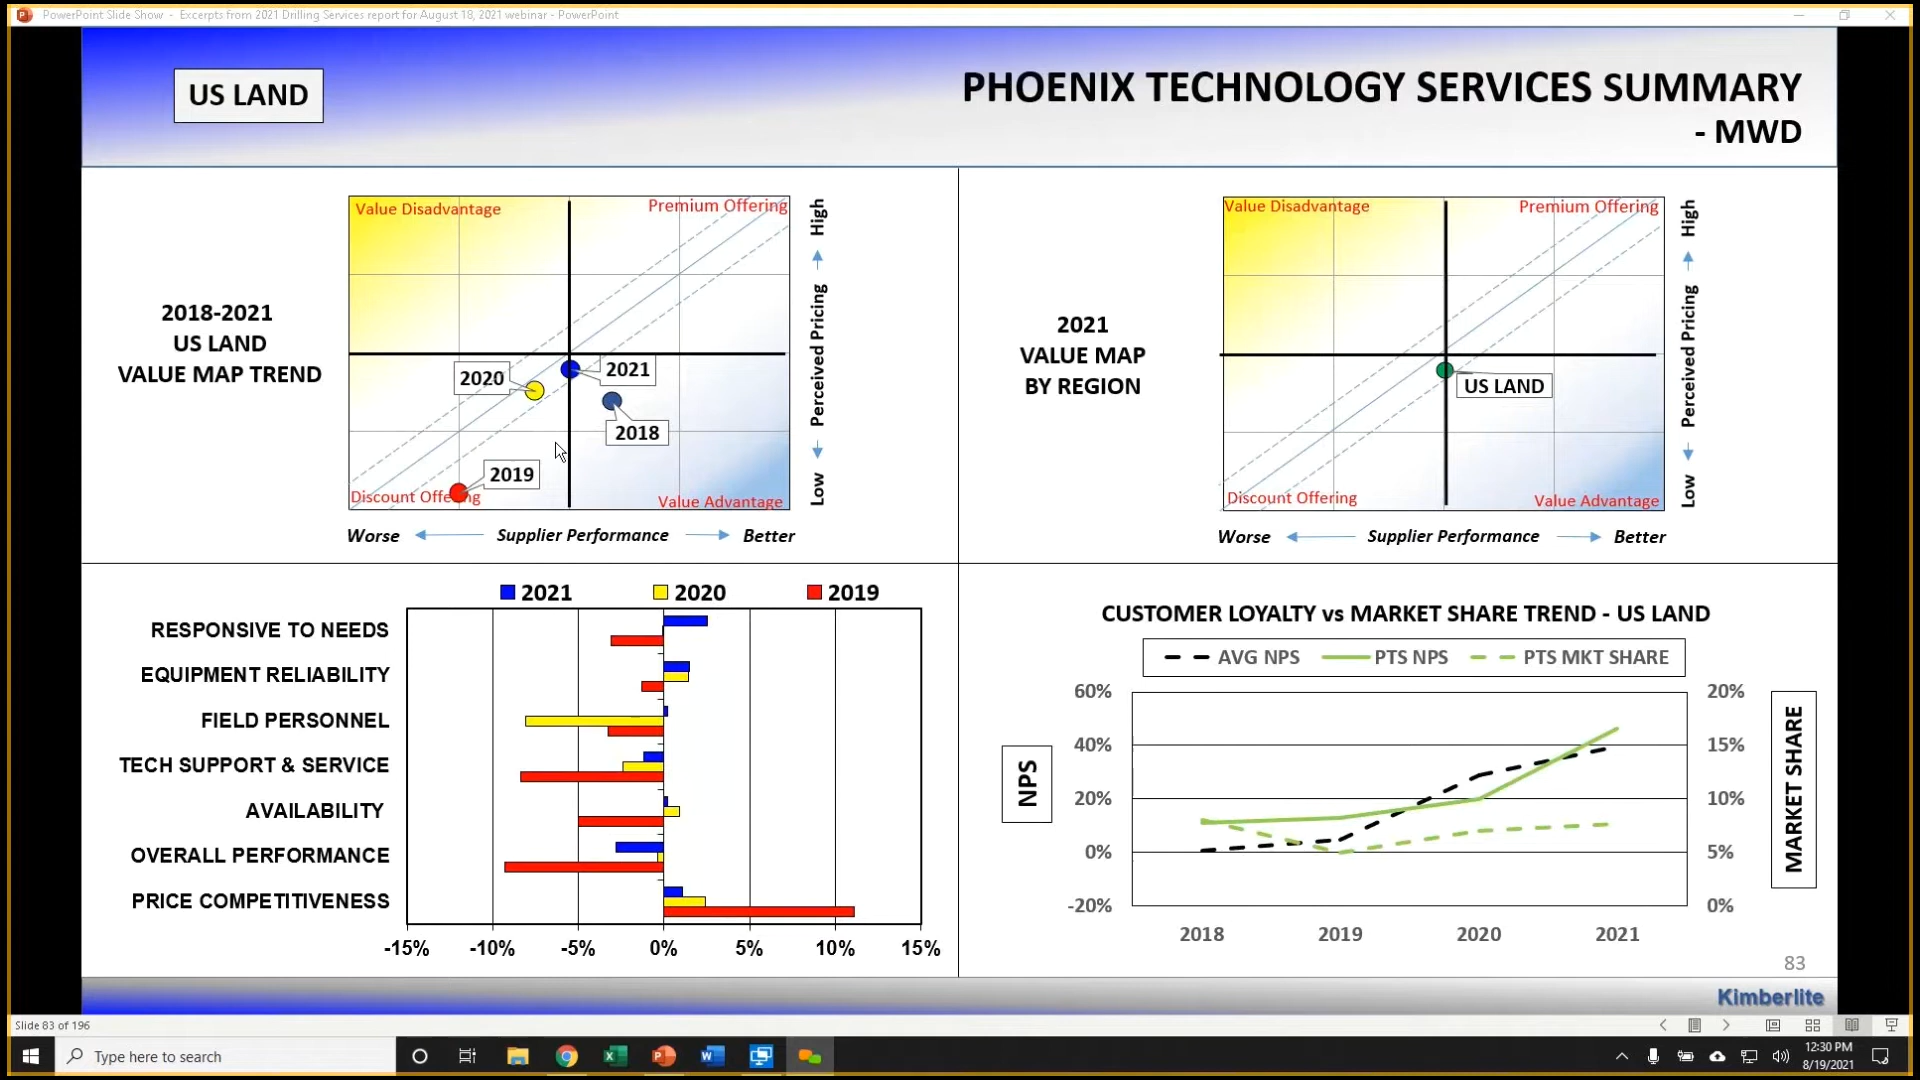 PowerPoint Slide Show - Excerpts from 2021 Drilling Services report for August 18, 2021 webinar - PowerPoint
US LAND
PHOENIX TECHNOLOGY SERVICES SUMMARY
- MWD
2018-2021
US LAND
VALUE MAP TREND
Value Disadvantage
Premium Offering
2020
2021
2018
2019
Discount Offering
Value Advantage
Low
Perceived Pricing
High
Worse
Supplier Performance
Better
2021
VALUE MAP
BY REGION
Value Disadvantage
Premium Offering
US LAND
Discount Offering
Value Advantage
Low
Perceived Pricing
High
Worse
Supplier Performance
Better
2021 2020 2019
RESPONSIVE TO NEEDS
EQUIPMENT RELIABILITY
FIELD PERSONNEL
TECH SUPPORT & SERVICE
AVAILABILITY
OVERALL PERFORMANCE
PRICE COMPETITIVENESS
-15% -10% -5% 0% 5% 10% 15%
CUSTOMER LOYALTY vs MARKET SHARE TREND - US LAND
AVG NPS PTS NPS PTS MKT SHARE
NPS
60%
40%
20%
0%
-20%
20%
15%
10%
5%
0%
MARKET SHARE
2018 2019 2020 2021
83
Kimberlite
Slide 83 of 196
Type here to search
12:30 PM
8/19/2021